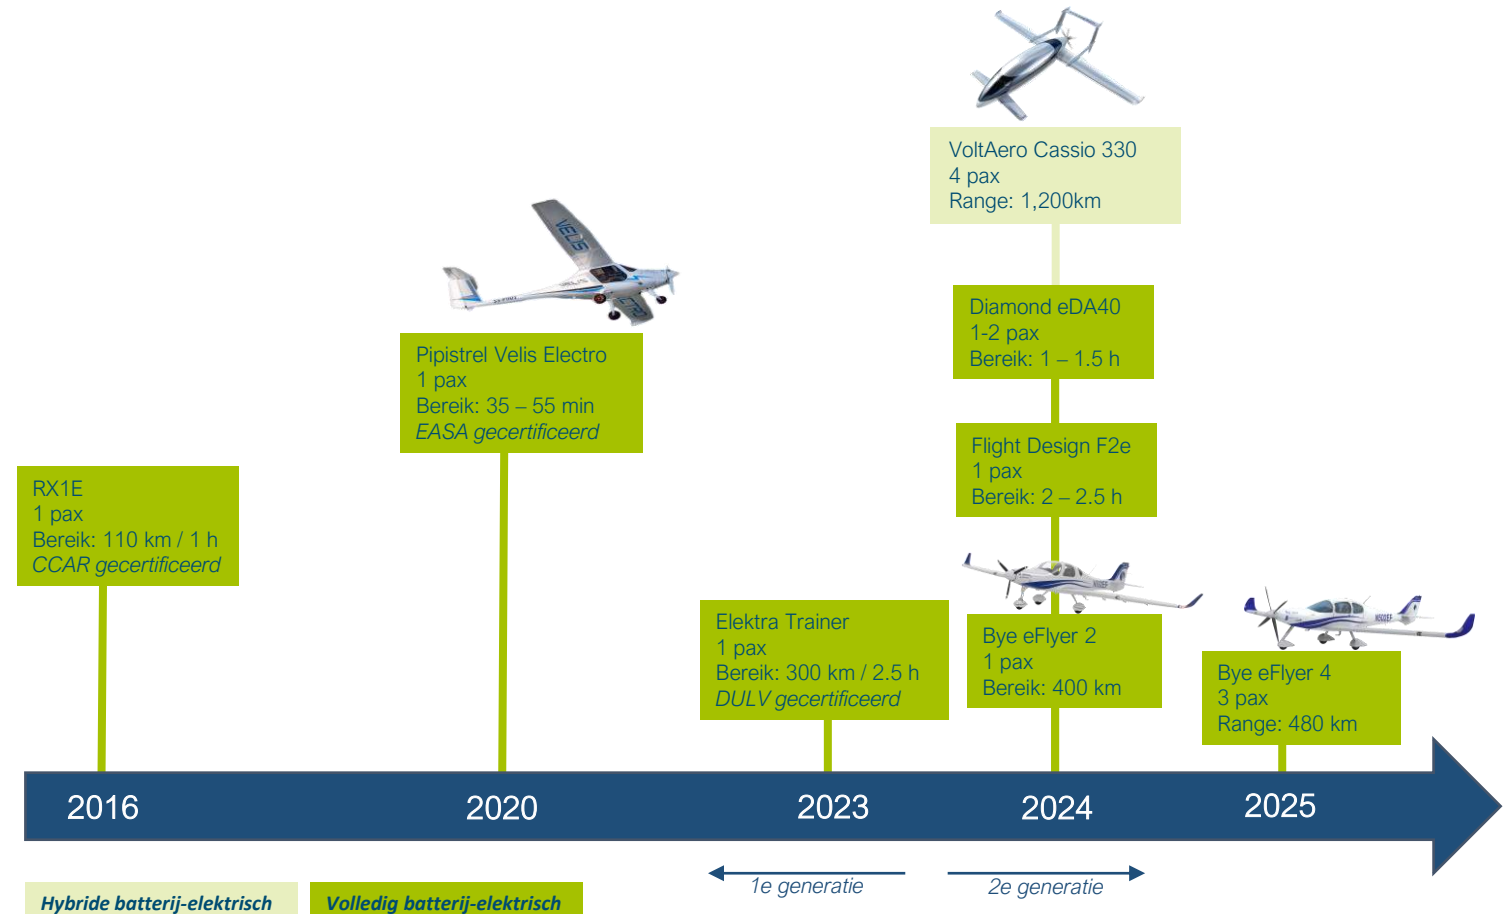 VoltAero Cassio 330
4 pax
Range: 1,200km
VELIS
Diamond eDA40
1-2 pax
Bereik: 1 – 1.5 h
Pipistrel Velis Electro
1 pax
Bereik: 35 – 55 min
EASA gecertificeerd
Flight Design F2e
1 pax
Bereik: 2 – 2.5 h
RX1E
1 pax
Bereik: 110 km / 1 h
CCAR gecertificeerd
Elektra Trainer
1 pax
Bereik: 300 km / 2.5 h
DULV gecertificeerd
Bye eFlyer 2
1 pax
Bereik: 400 km
Bye eFlyer 4
3 pax
Range: 480 km
2016
2020
2023
2024
2025
1e generatie
2e generatie
Hybride batterij-elektrisch
Volledig batterij-elektrisch